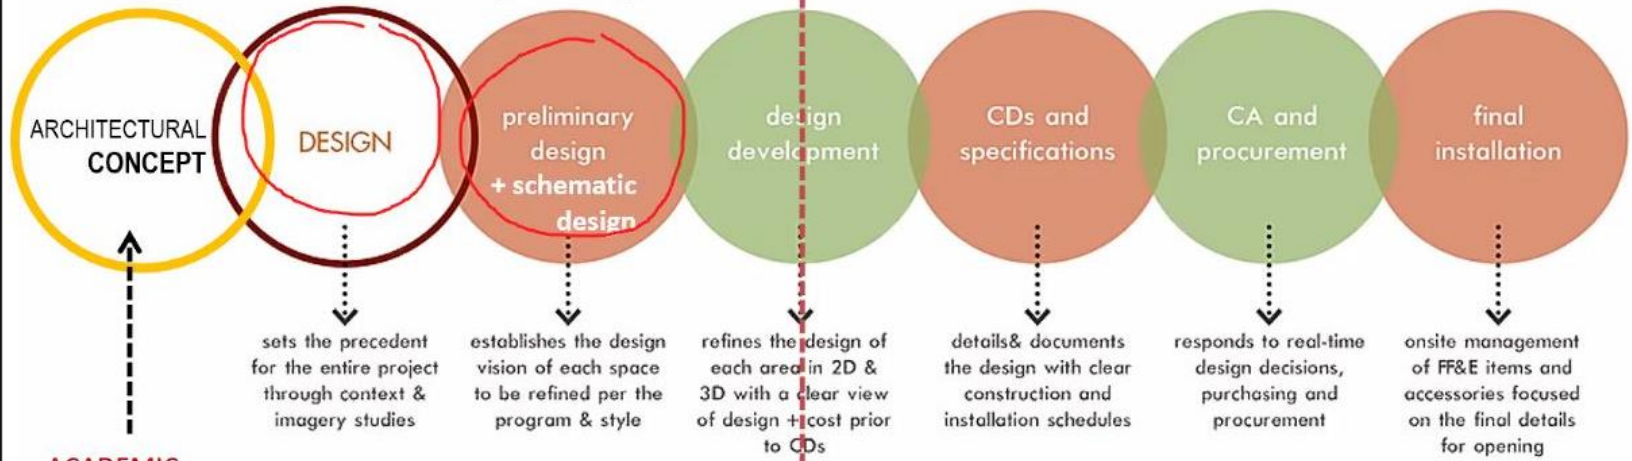 ARCHITECTURAL
CONCEPT
DESIGN
preliminary
design
+ schematic
design
design
development
CDs and
specifications
CA and
procurement
final
installation
sets the precedent
for the entire project
through context &
imagery studies
establishes the design
vision of each space
to be refined per the
program & style
refines the design of
each area in 2D &
3D with a clear view
of design + cost prior
to CDs
details& documents
the design with clear
construction and
installation schedules
responds to real-time
design decisions,
purchasing and
procurement
onsite management
of FF&E items and
accessories focused
on the final details
for opening
ACADEMIC